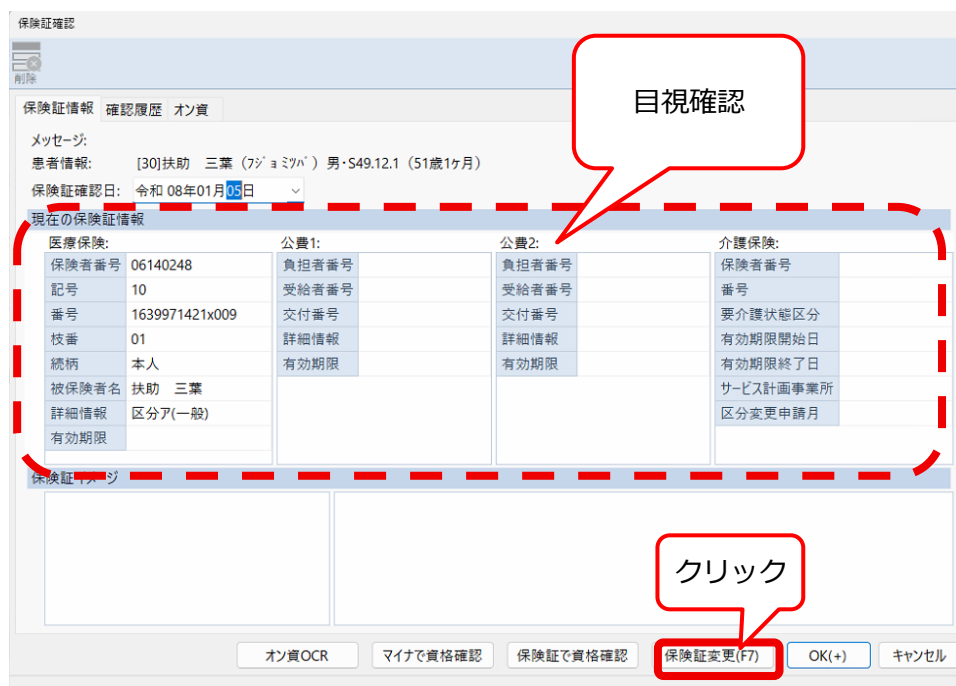 保険証確認
削除
目視確認
保険証情報 確認履歴 オン資
メッセージ:
患者情報: [30]扶助　三葉（フジョ ミツバ）男・S49.12.1（51歳1ケ月）
保険証確認日: 令和 08年01月05日
現在の保険証情報
医療保険: 公費1: 公費2: 介護保険:
保険者番号 06140248 負担者番号 負担者番号 保険者番号
記号 10 受給者番号 受給者番号 番号
番号 1639971421x009 交付番号 交付番号 要介護状態区分
枝番 01 詳細情報 詳細情報 有効期限開始日
続柄 本人 有効期限 有効期限 有効期限終了日
被保険者名 扶助　三葉 サービス計画事業所
詳細情報 区分ア(一般) 区分変更申請月
有効期限
保険証イメージ
クリック
オン資OCR マイナで資格確認 保険証で資格確認 保険証変更(F7) OK(+) キャンセル